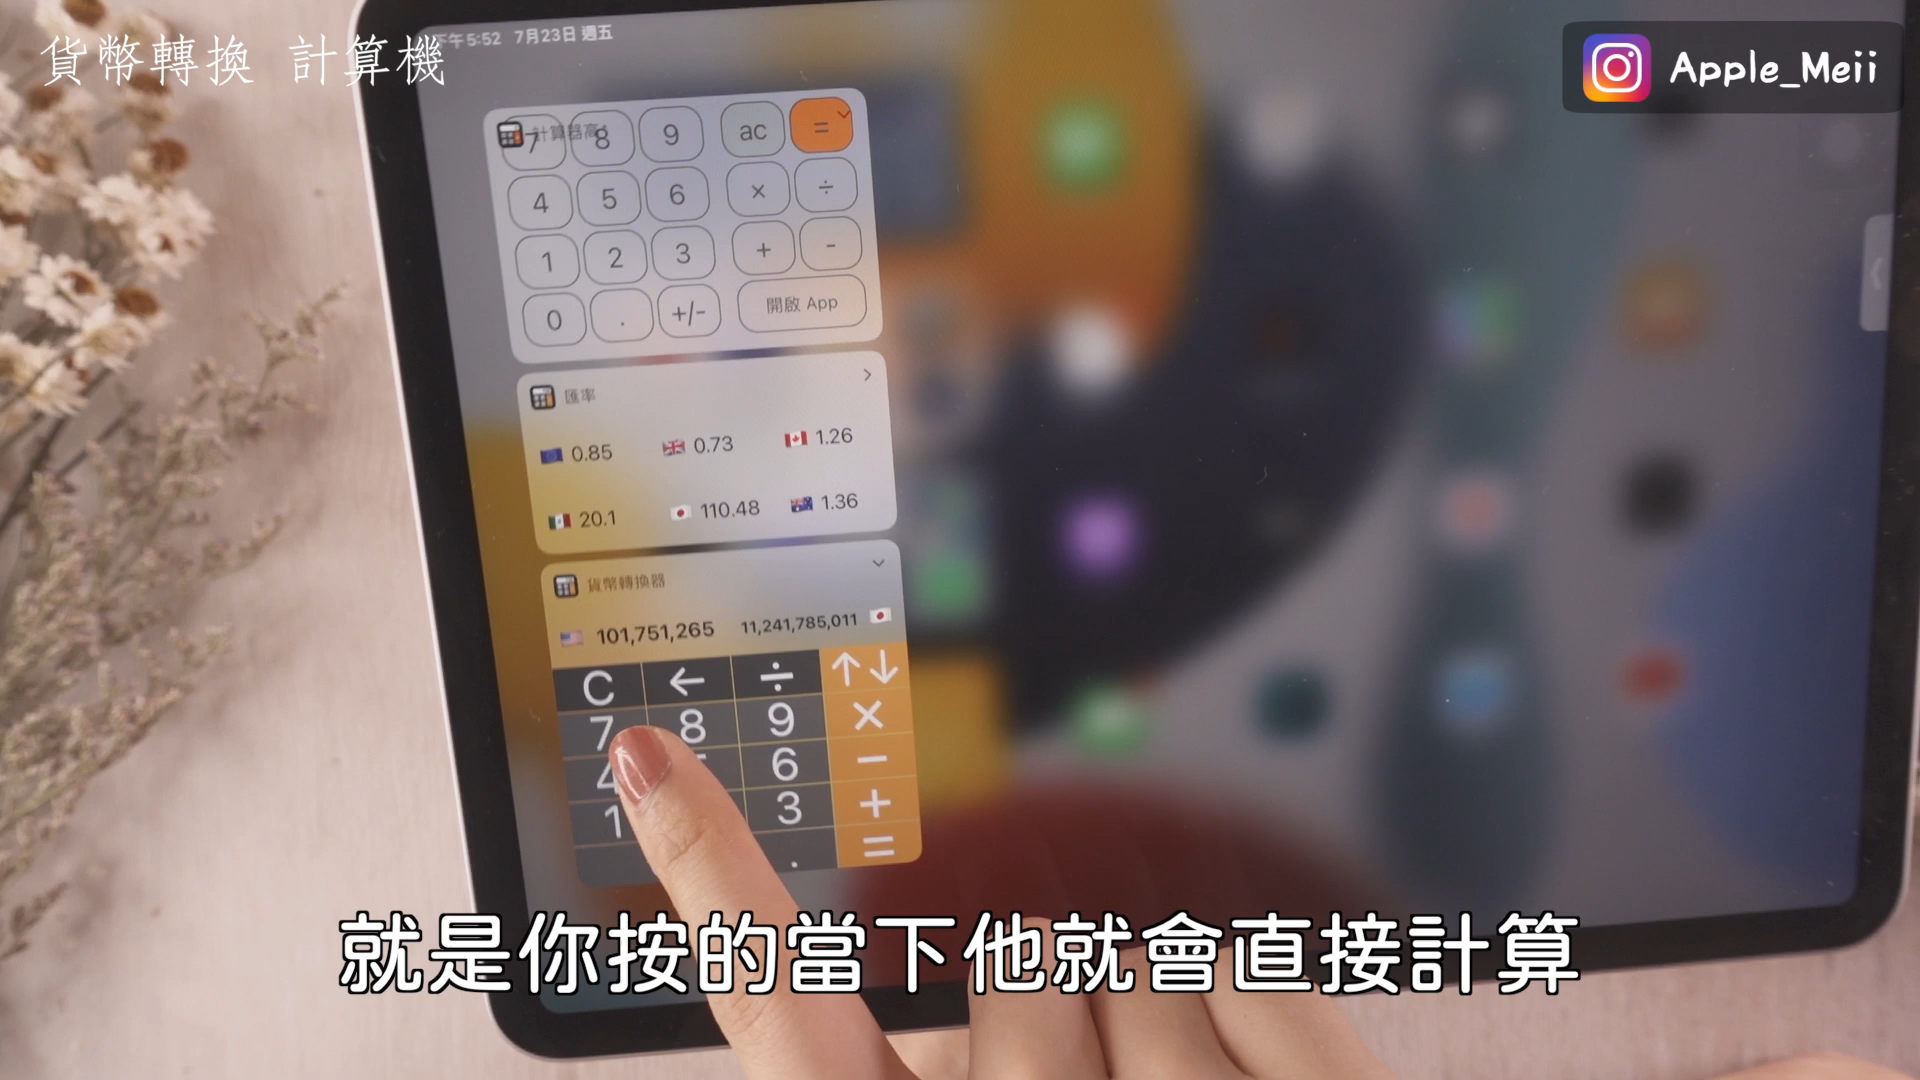 貨幣轉換 計算機
Apple_Meii
下午5:52 7月23日 週五
計算器高
7 8 9 ac =
4 5 6 × ÷
1 2 3 + -
0 . +/- 開啟 App
匯率
0.85 0.73 1.26
20.1 110.48 1.36
貨幣轉換器
101,751,265 11,241,785,011
C ← ÷ ↑↓
7 8 9 ×
4 6 −
1 3 +
. =
就是你按的當下他就會直接計算